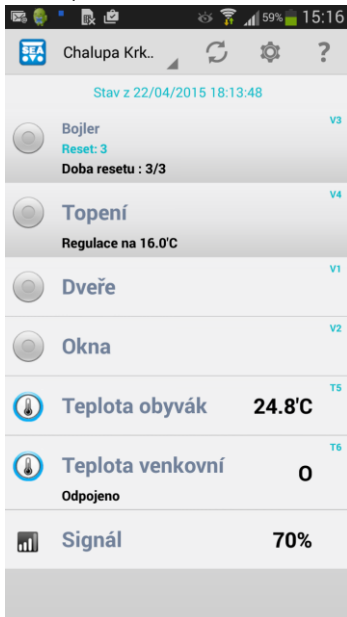 59% 15:16
SEA
Chalupa Krk.. ?
Stav z 22/04/2015 18:13:48
Bojler V3
Reset: 3
Doba resetu : 3/3
Topení V4
Regulace na 16.0'C
Dveře V1
Okna V2
Teplota obyvák 24.8'C T5
Teplota venkovní O T6
Odpojeno
Signál 70%